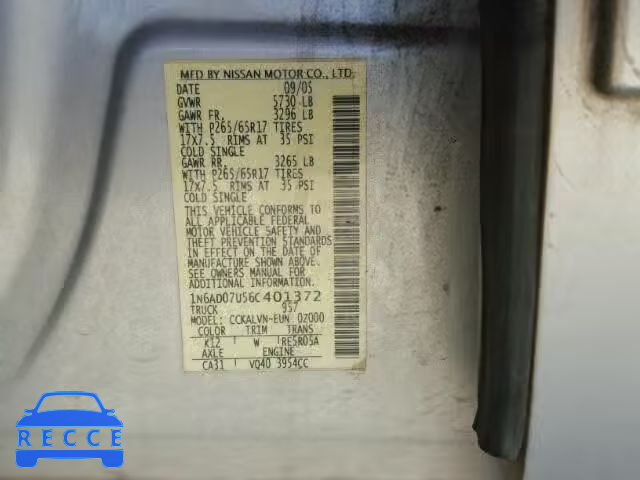 MFD BY NISSAN MOTOR CO., LTD.
DATE 09/05
GVWR 5730 LB
GAWR FR. 3296 LB
WITH P265/65R17 TIRES
17X7.5 RIMS AT 35 PSI
COLD SINGLE
GAWR RR. 3265 LB
WITH P265/65R17 TIRES
17X7.5 RIMS AT 35 PSI
COLD SINGLE
THIS VEHICLE CONFORMS TO
ALL APPLICABLE FEDERAL
MOTOR VEHICLE SAFETY AND
THEFT PREVENTION STANDARDS
IN EFFECT ON THE DATE OF
MANUFACTURE SHOWN ABOVE.
SEE OWNERS MANUAL FOR
ADDITIONAL INFORMATION.
1N6AD07U56C401372
TRUCK 957
MODEL: CCKALVN-EUN 0Z000
COLOR TRIM TRANS
K12 W RE5R05A
AXLE ENGINE
CA31 VQ40 3954CC
RECCE